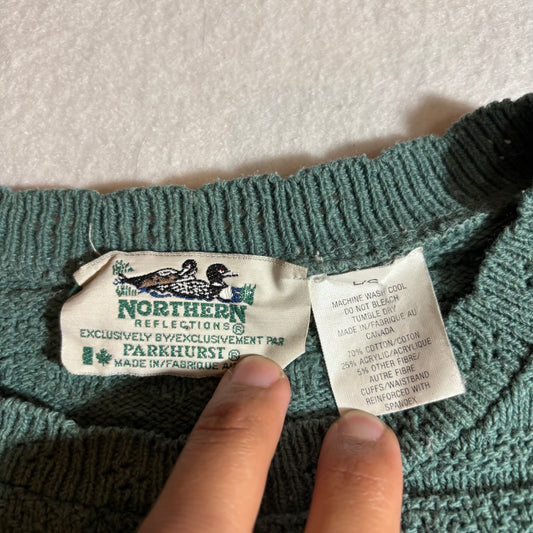 NORTHERN
REFLECTIONS®
EXCLUSIVELY BY/EXCLUSIVEMENT PAR
PARKHURST®
MADE IN/FABRIQUE AU
MACHINE WASH COOL
DO NOT BLEACH
TUMBLE DRY
MADE IN/FABRIQUE AU
CANADA
70% COTTON/COTON
25% ACRYLIC/ACRYLIQUE
5% OTHER FIBRE/
AUTRE FIBRE
CUFFS/WAISTBAND
REINFORCED WITH
SPANDEX